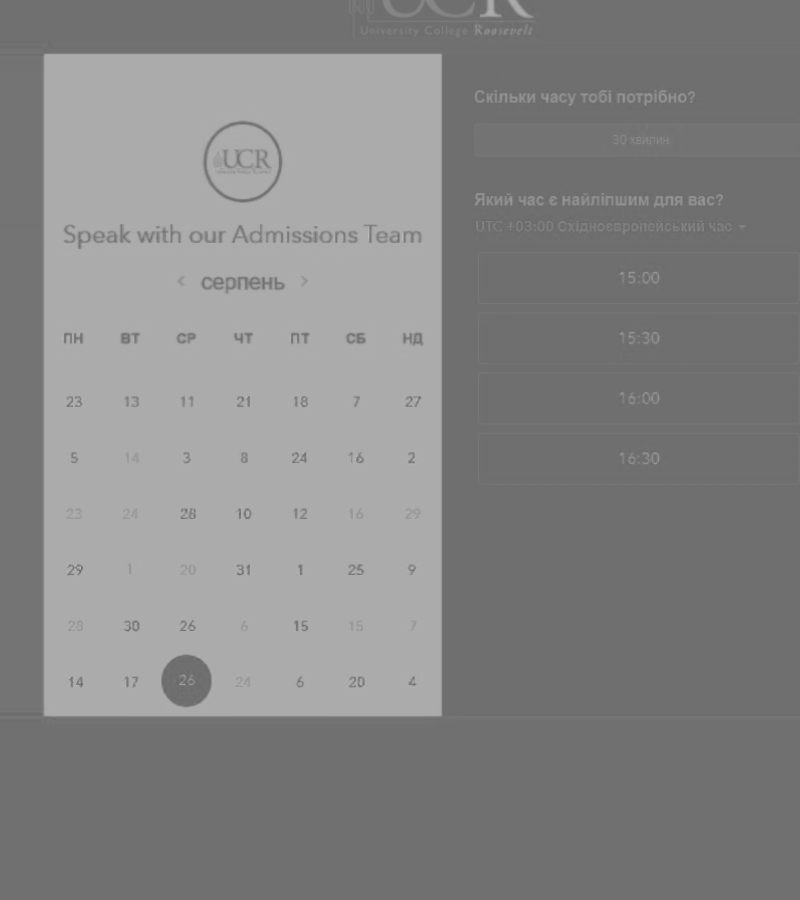 UCR
University College Roosevelt
UCR
Speak with our Admissions Team
серпень
ПН ВТ СР ЧТ ПТ СБ НД
23 13 11 21 18 7 27
5 14 3 8 24 16 2
23 24 28 10 12 16 29
29 1 20 31 1 25 9
28 30 26 6 15 15 7
14 17 26 24 6 20 4
Скільки часу тобі потрібно?
30 хвилин
Який час є найліпшим для вас?
UTC +03:00 Східноєвропейський час
15:00
15:30
16:00
16:30